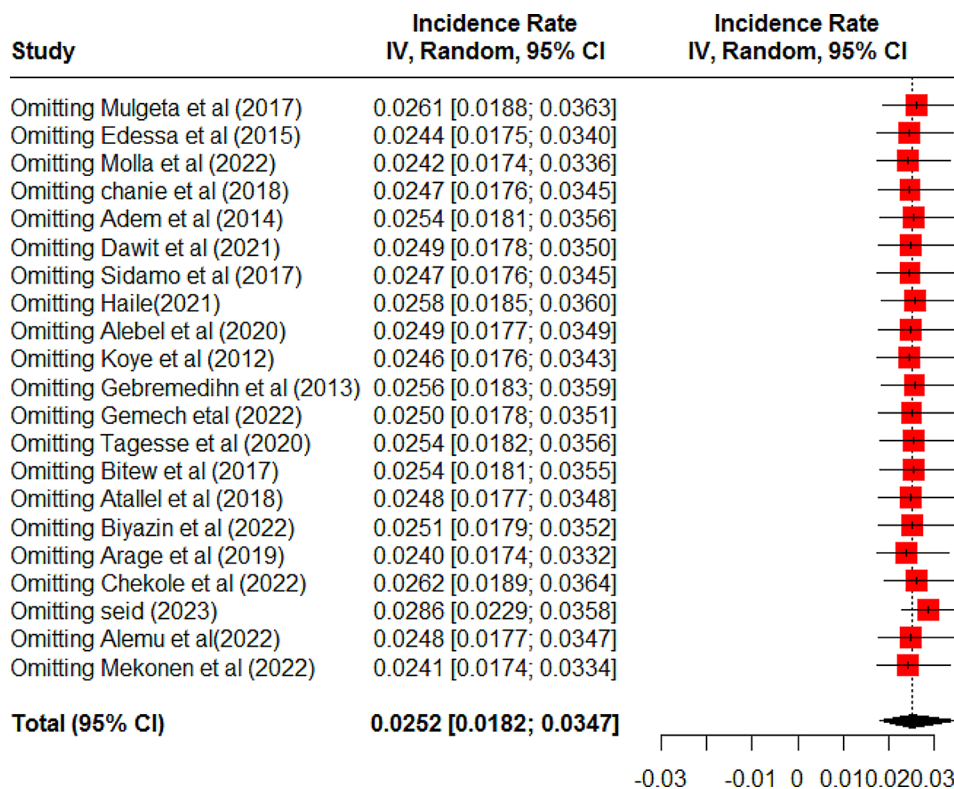 Incidence Rate Incidence Rate
Study IV, Random, 95% CI IV, Random, 95% CI
Omitting Mulgeta et al (2017) 0.0261 [0.0188; 0.0363]
Omitting Edessa et al (2015) 0.0244 [0.0175; 0.0340]
Omitting Molla et al (2022) 0.0242 [0.0174; 0.0336]
Omitting chanie et al (2018) 0.0247 [0.0176; 0.0345]
Omitting Adem et al (2014) 0.0254 [0.0181; 0.0356]
Omitting Dawit et al (2021) 0.0249 [0.0178; 0.0350]
Omitting Sidamo et al (2017) 0.0247 [0.0176; 0.0345]
Omitting Haile(2021) 0.0258 [0.0185; 0.0360]
Omitting Alebel et al (2020) 0.0249 [0.0177; 0.0349]
Omitting Koye et al (2012) 0.0246 [0.0176; 0.0343]
Omitting Gebremedihn et al (2013) 0.0256 [0.0183; 0.0359]
Omitting Gemech etal (2022) 0.0250 [0.0178; 0.0351]
Omitting Tagesse et al (2020) 0.0254 [0.0182; 0.0356]
Omitting Bitew et al (2017) 0.0254 [0.0181; 0.0355]
Omitting Atallel et al (2018) 0.0248 [0.0177; 0.0348]
Omitting Biyazin et al (2022) 0.0251 [0.0179; 0.0352]
Omitting Arage et al (2019) 0.0240 [0.0174; 0.0332]
Omitting Chekole et al (2022) 0.0262 [0.0189; 0.0364]
Omitting seid (2023) 0.0286 [0.0229; 0.0358]
Omitting Alemu et al(2022) 0.0248 [0.0177; 0.0347]
Omitting Mekonen et al (2022) 0.0241 [0.0174; 0.0334]
Total (95% CI) 0.0252 [0.0182; 0.0347]
-0.03 -0.01 0 0.01 0.02 0.03